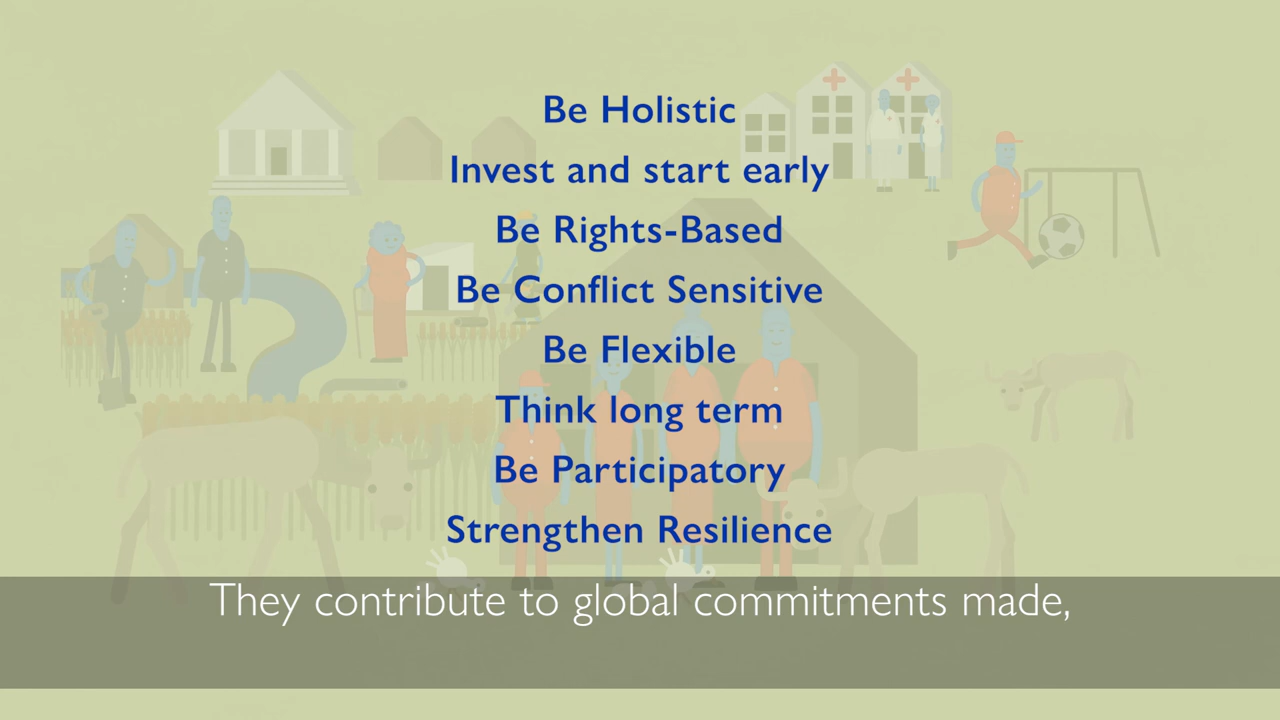 Be Holistic
Invest and start early
Be Rights-Based
Be Conflict Sensitive
Be Flexible
Think long term
Be Participatory
Strengthen Resilience
They contribute to global commitments made,